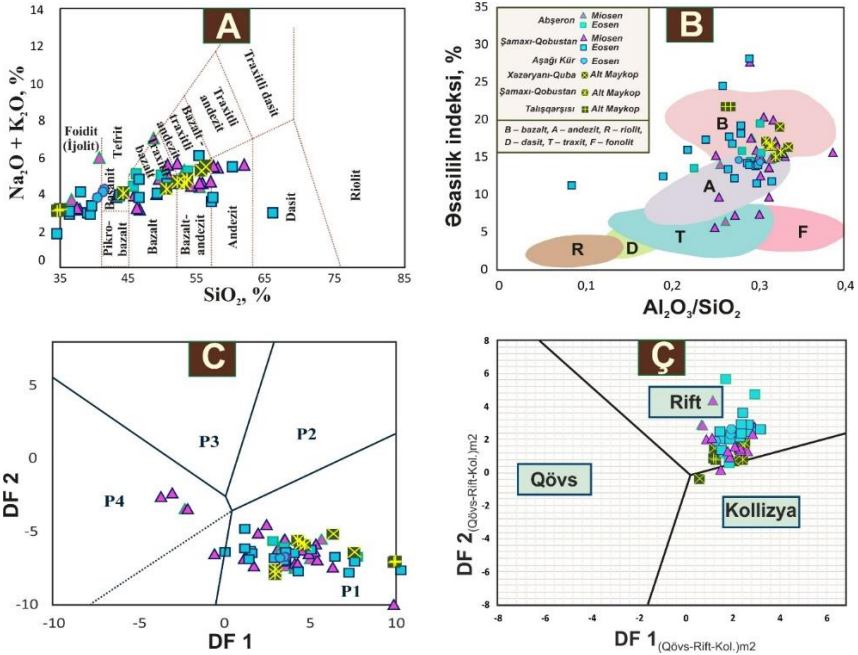 A
Na₂O + K₂O, %
14
12
10
8
6
4
2
0
Foidit
(İjolit)
Tefrit
Basanit
Pikro-
bazalt
Bazalt
Traxit
bazalt
Bazalt-
traxitli
andezit
Traxitli
andezit
Traxitli dasit
Bazalt-
andezit
Andezit
Dasit
Riolit
35 45 55 65 75 85
SiO₂, %
B
Əsasilik indeksi, %
35
30
25
20
15
10
5
0
Abşeron Miosen
Eosen
Şamaxı-Qobustan Miosen
Eosen
Aşağı Kür Eosen
Xəzəryanı-Quba Alt Maykop
Şamaxı-Qobustan Alt Maykop
Talışqarşısı Alt Maykop
B – bazalt, A – andezit, R – riolit,
D – dasit, T – traxit, F – fonolit
B
A
R D T F
0,1 0,2 0,3 0,4
Al₂O₃/SiO₂
C
DF 2
5
0
-5
-10
P3
P2
P4
P1
-10 -5 0 5 10
DF 1
Ç
DF 2(Qövs-Rift-Kol.)m2
8
6
4
2
0
-2
-4
-6
-8
Rift
Qövs
Kollizya
-8 -6 -4 -2 0 2 4 6
DF 1(Qövs-Rift-Kol.)m2